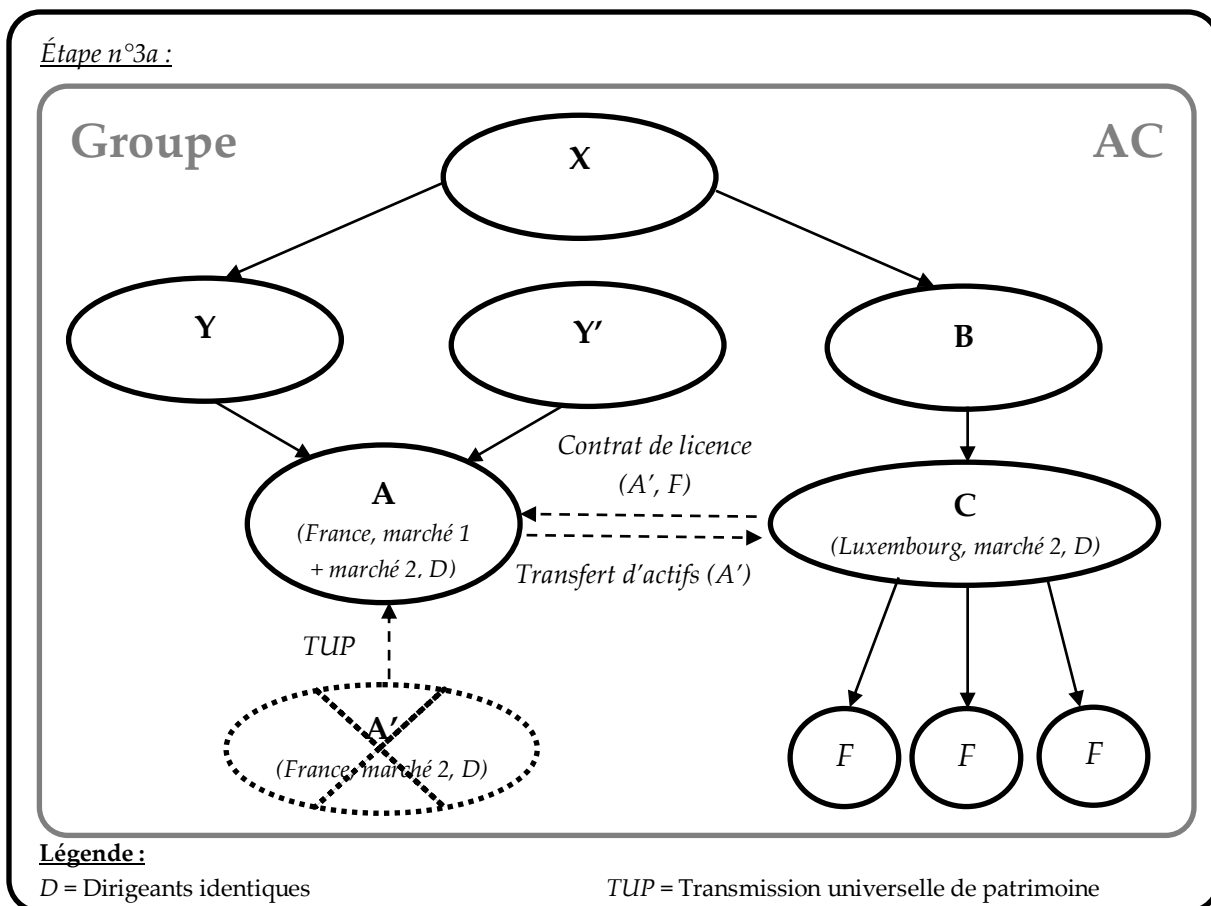 Étape n°3a :
Groupe
AC
X
Y
Y'
B
Contrat de licence
(A', F)
A
(France, marché 1
+ marché 2, D)
C
(Luxembourg, marché 2, D)
Transfert d'actifs (A')
TUP
A'
(France, marché 2, D)
F
F
F
Légende :
D = Dirigeants identiques
TUP = Transmission universelle de patrimoine